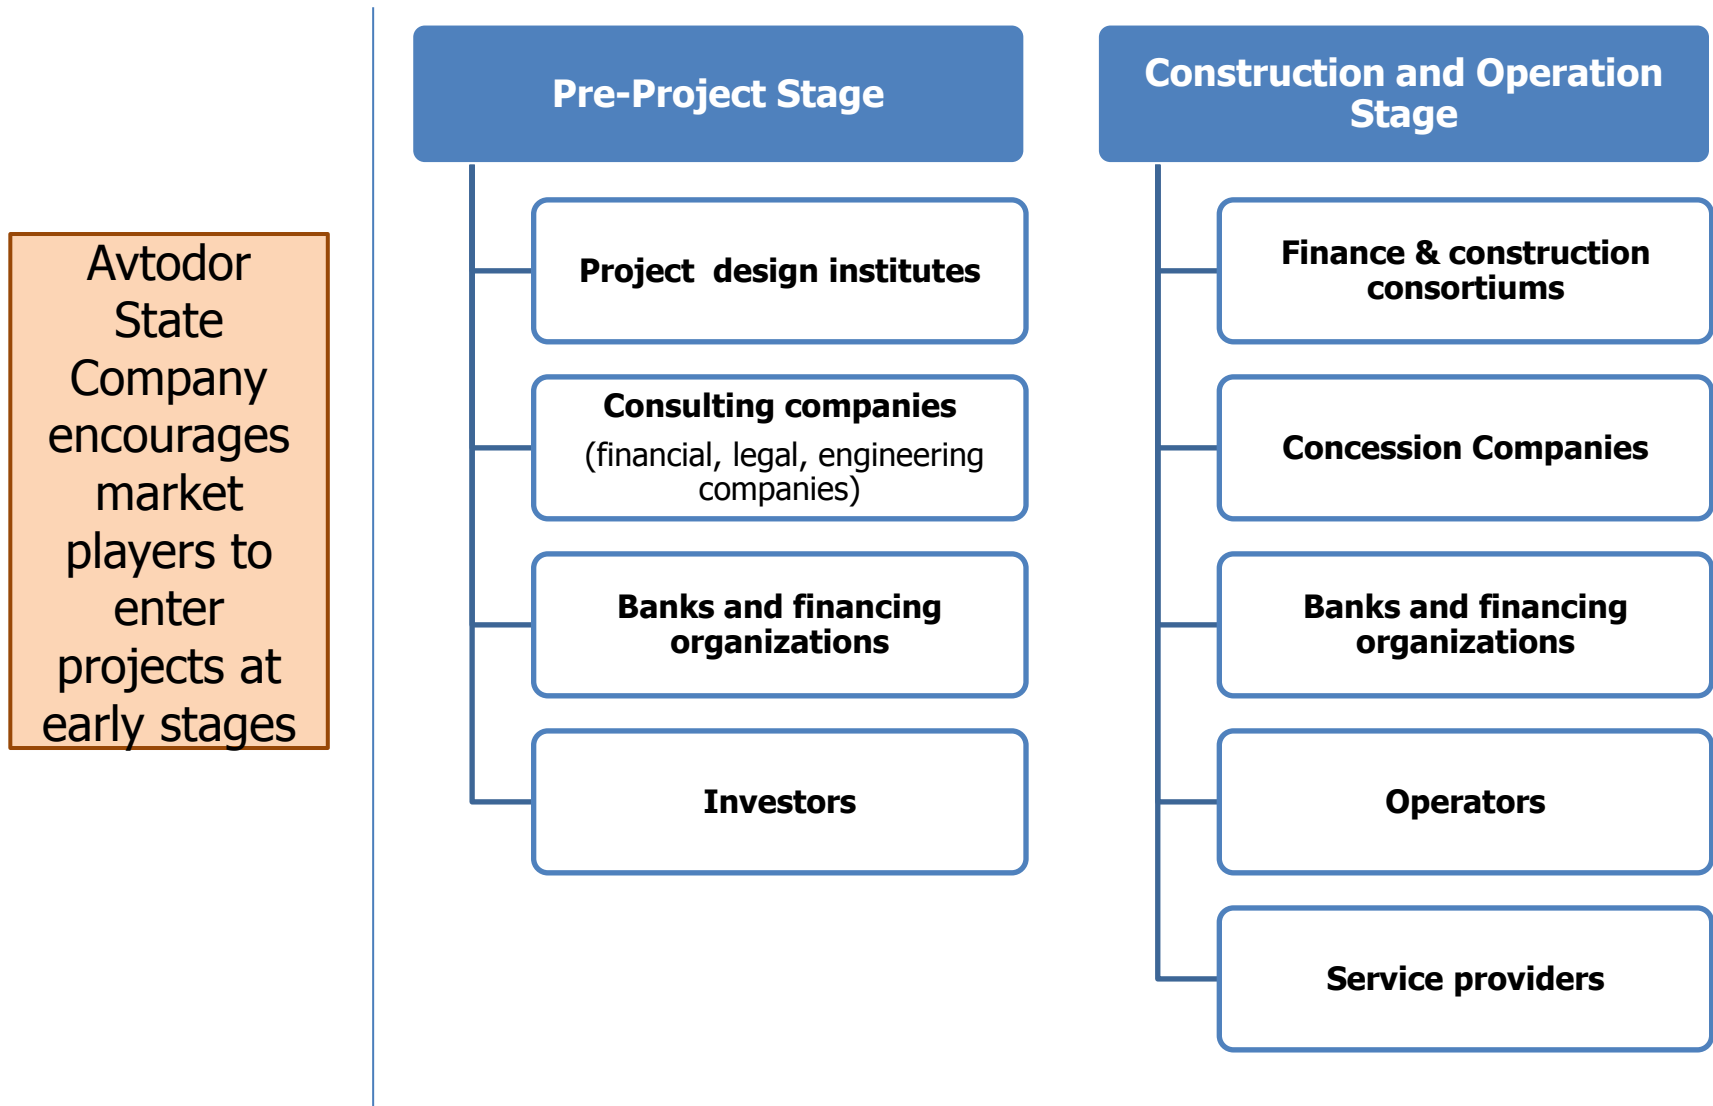 Avtodor
State
Company
encourages
market
players to
enter
projects at
early stages
Pre-Project Stage
Project  design institutes
Consulting companies
(financial, legal, engineering
companies)
Banks and financing
organizations
Investors
Construction and Operation
Stage
Finance & construction
consortiums
Concession Companies
Banks and financing
organizations
Operators
Service providers